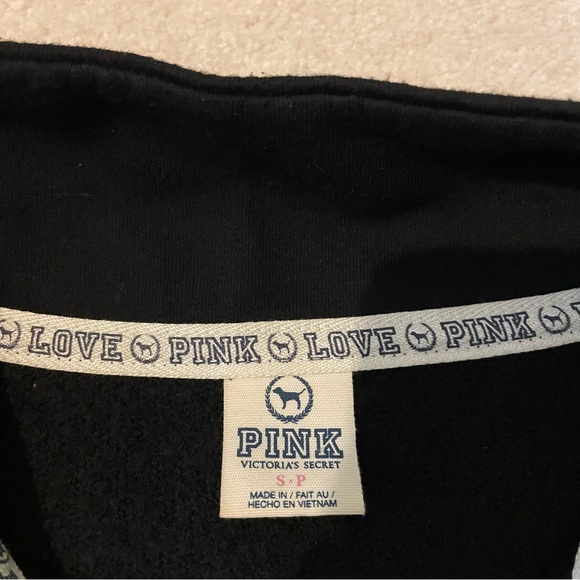 LOVE PINK LOVE PINK
PINK
VICTORIA'S SECRET
S·P
MADE IN / FAIT AU /
HECHO EN VIETNAM